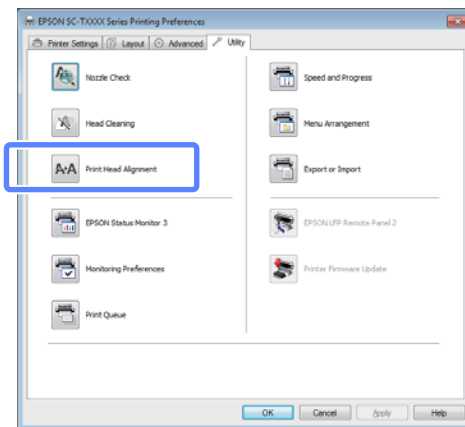 EPSON SC-TXXXX Series Printing Preferences
Printer Settings Layout Advanced Utility
Nozzle Check
Speed and Progress
Head Cleaning
Menu Arrangement
A·A Print Head Alignment
Export or Import
EPSON Status Monitor 3
EPSON LFP Remote Panel 2
Monitoring Preferences
Printer Firmware Update
Print Queue
OK Cancel Apply Help